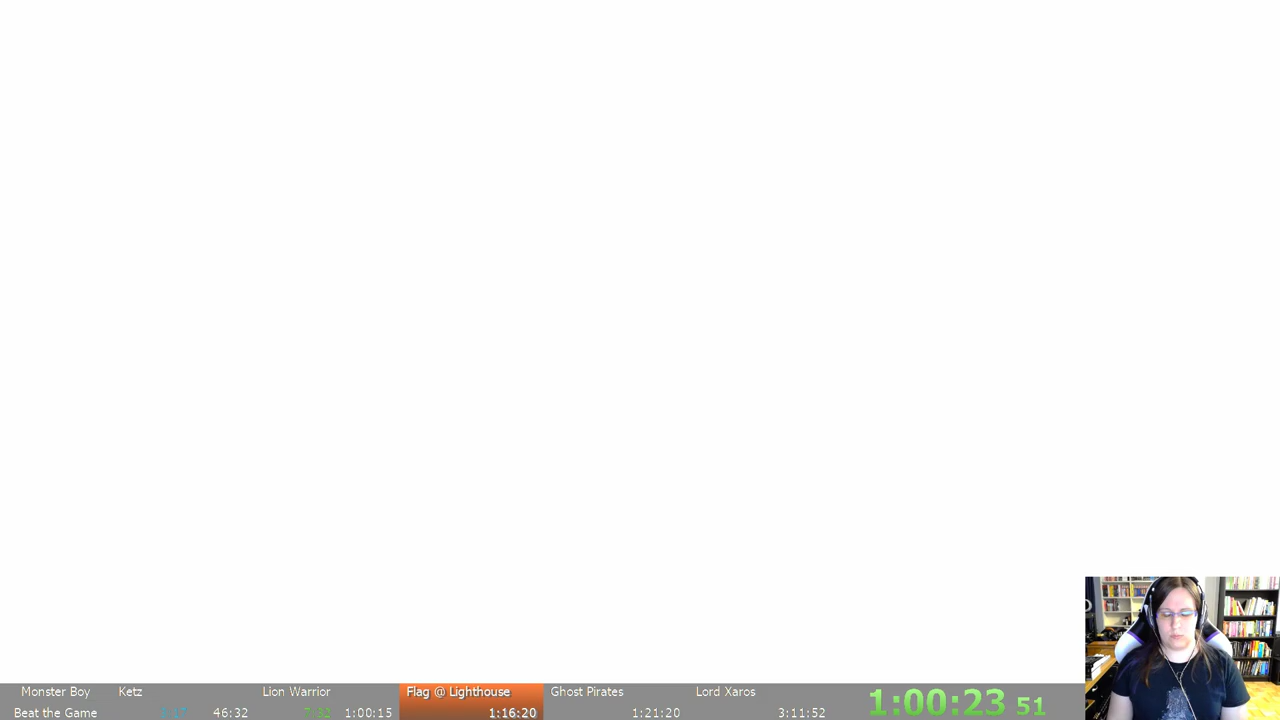 Monster Boy Ketz Lion Warrior Flag @ Lighthouse Ghost Pirates Lord Xaros
Beat the Game 46:32 1:00:15 1:16:20 1:21:20 3:11:52
1:00:23 51